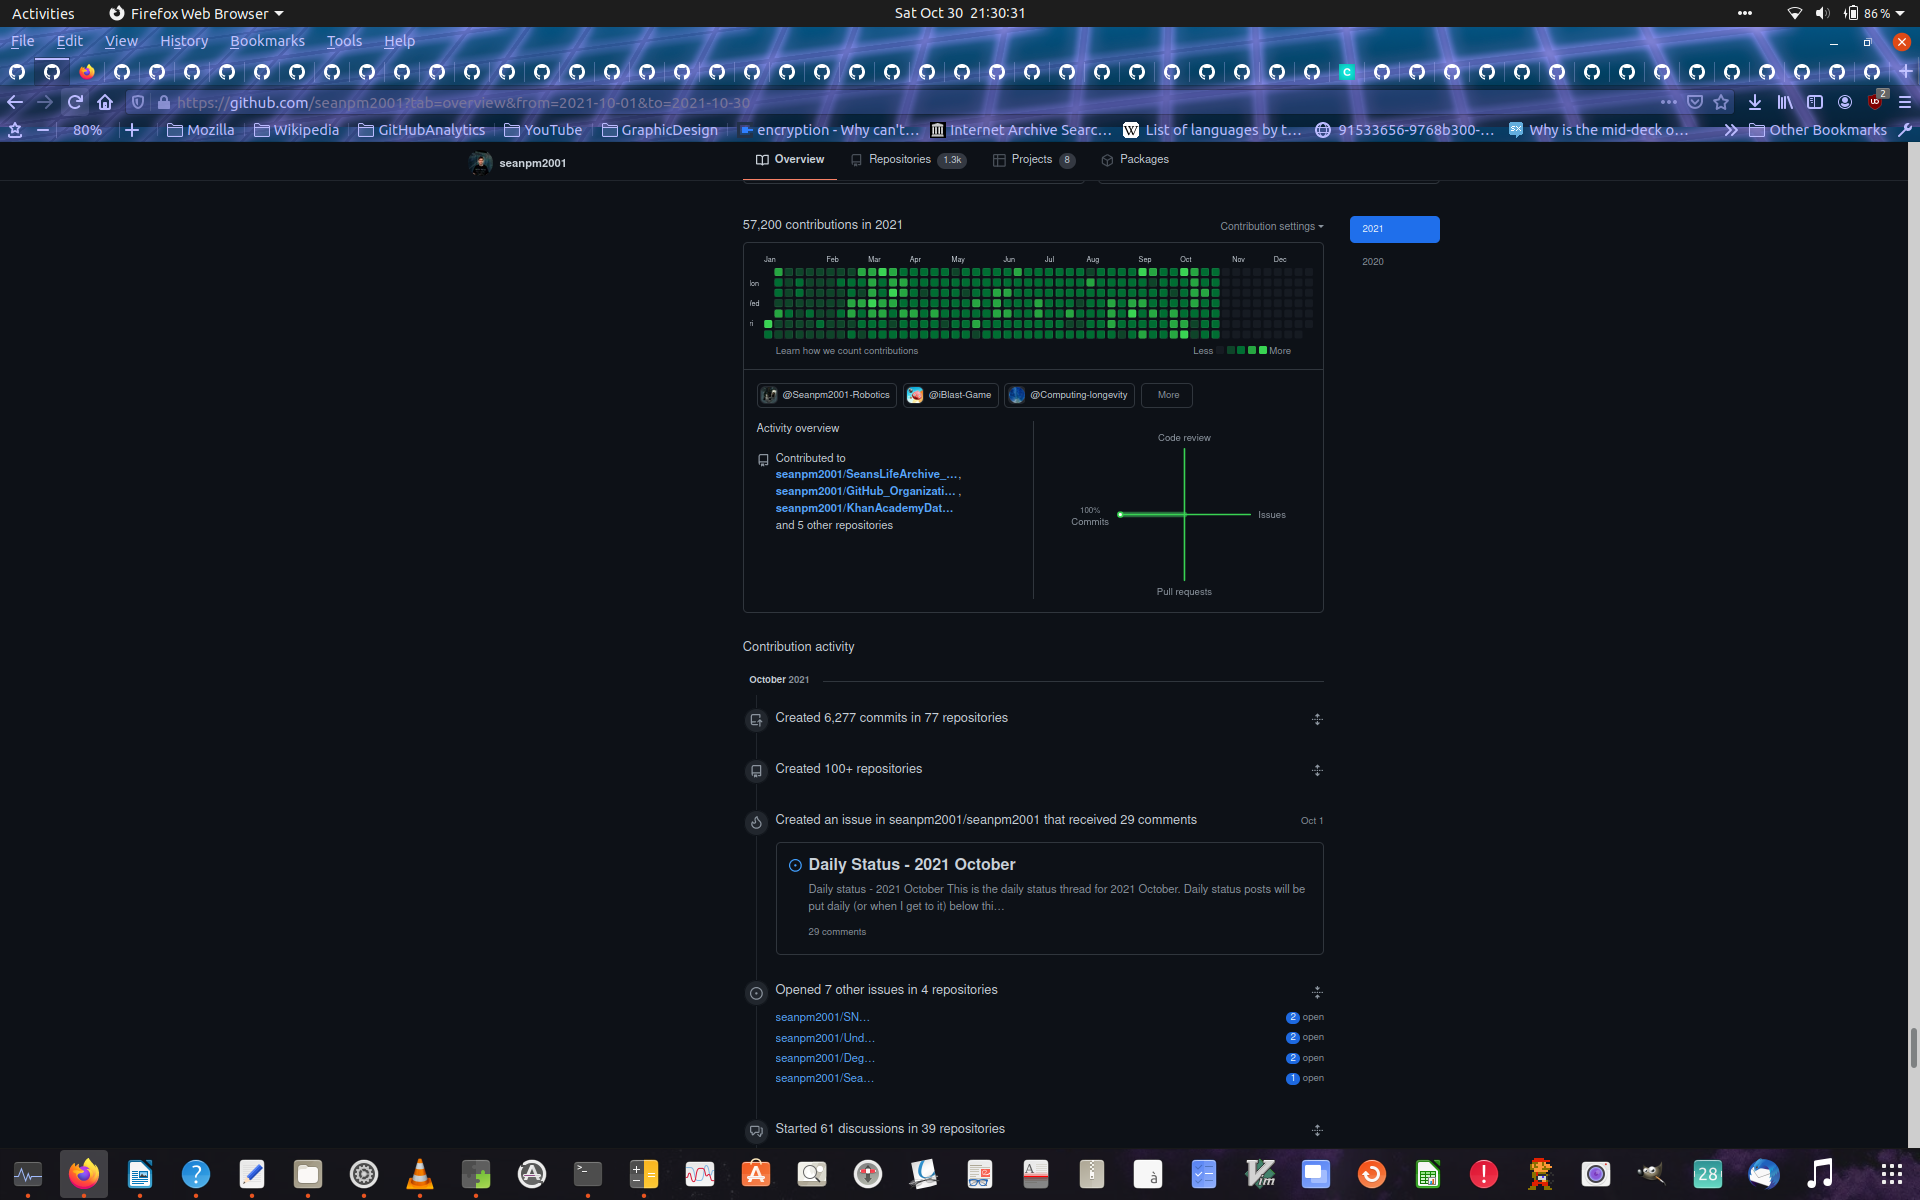 Activities
Firefox Web Browser
Sat Oct 30 21:30:31
86 %
File Edit View History Bookmarks Tools Help
https://github.com/seanpm2001?tab=overview&from=2021-10-01&to=2021-10-30
2
80%
Mozilla
Wikipedia
GitHubAnalytics
YouTube
GraphicDesign
encryption - Why can't…
Internet Archive Searc…
List of languages by t…
91533656-9768b300-…
Why is the mid-deck o…
Other Bookmarks
seanpm2001
Overview
Repositories 1.3k
Projects 8
Packages
57,200 contributions in 2021
Contribution settings
2021
2020
Jan Feb Mar Apr May Jun Jul Aug Sep Oct Nov Dec
lon
Learn how we count contributions
Less More
@Seanpm2001-Robotics
@iBlast-Game
@Computing-longevity
More
Activity overview
Contributed to
seanpm2001/SeansLifeArchive_…,
seanpm2001/GitHub_Organizati… ,
seanpm2001/KhanAcademyDat…
and 5 other repositories
Code review
100%
Commits
Issues
Pull requests
Contribution activity
October 2021
Created 6,277 commits in 77 repositories
Created 100+ repositories
Created an issue in seanpm2001/seanpm2001 that received 29 comments
Oct 1
Daily Status - 2021 October
Daily status - 2021 October This is the daily status thread for 2021 October. Daily status posts will be
put daily (or when I get to it) below thi…
29 comments
Opened 7 other issues in 4 repositories
seanpm2001/SN… 2 open
seanpm2001/Und… 2 open
seanpm2001/Deg… 2 open
seanpm2001/Sea… 1 open
Started 61 discussions in 39 repositories
28